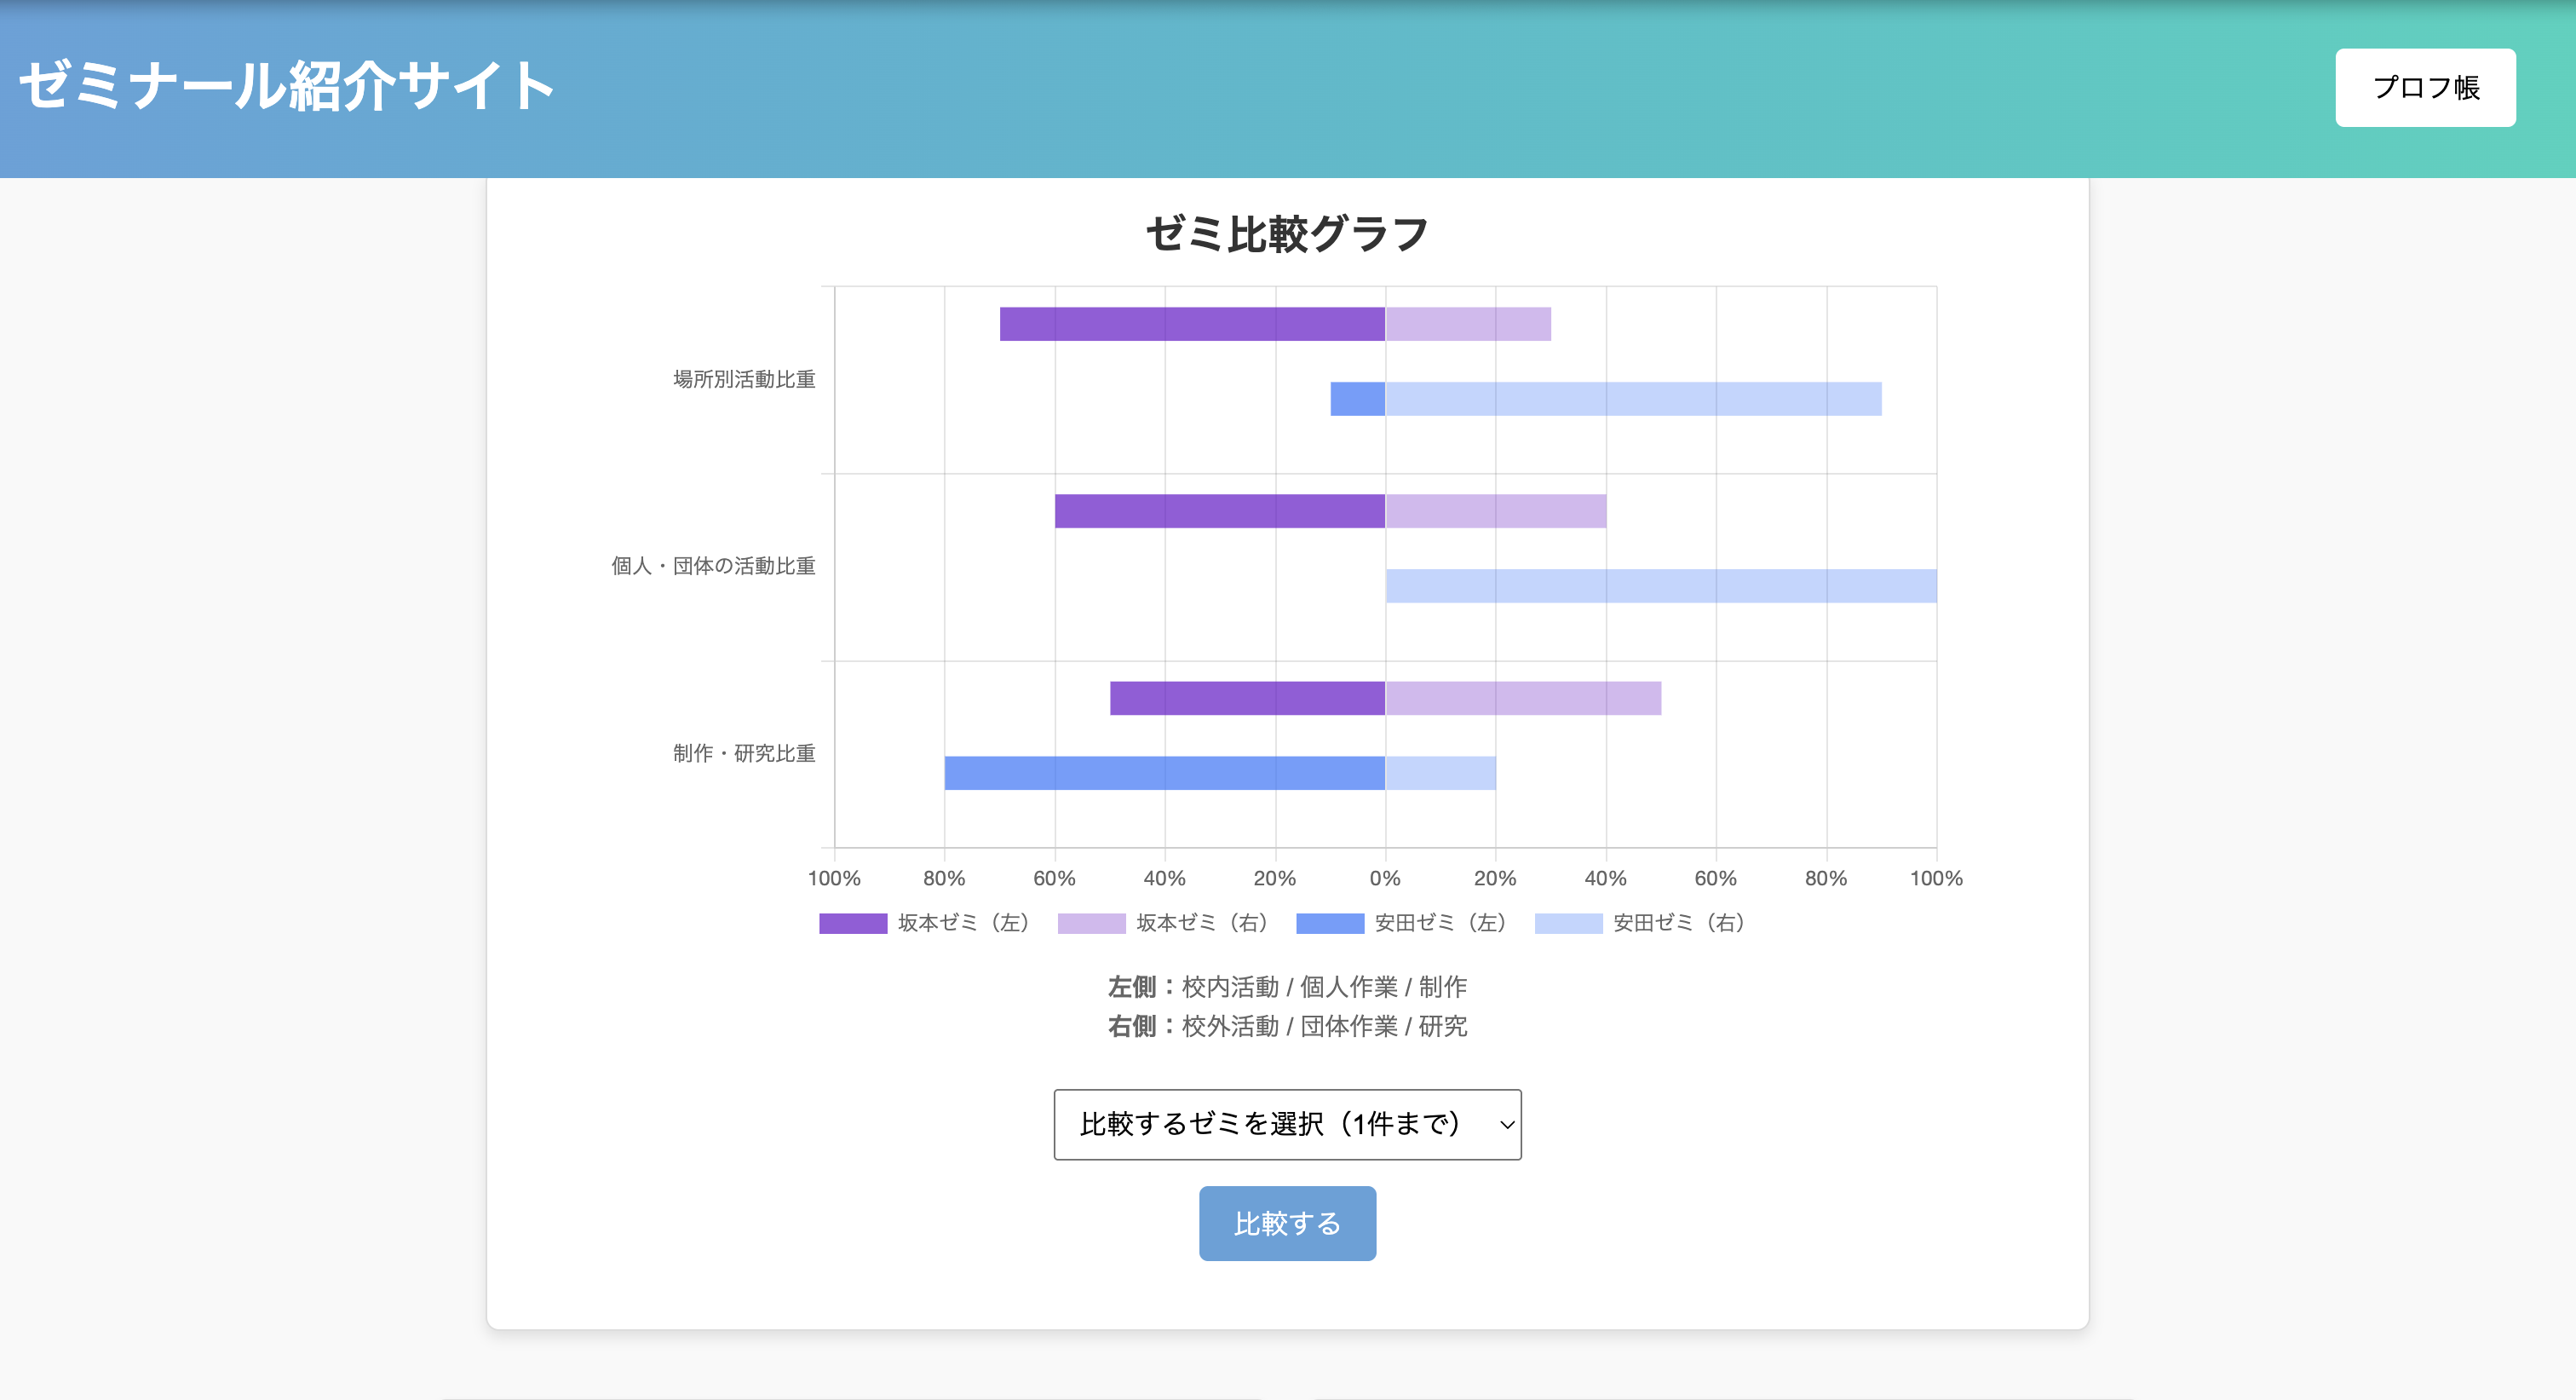 ゼミナール紹介サイト
プロフ帳
ゼミ比較グラフ
場所別活動比重
個人・団体の活動比重
制作・研究比重
100% 80% 60% 40% 20% 0% 20% 40% 60% 80% 100%
坂本ゼミ（左） 坂本ゼミ（右） 安田ゼミ（左） 安田ゼミ（右）
左側：校内活動 / 個人作業 / 制作
右側：校外活動 / 団体作業 / 研究
比較するゼミを選択（1件まで）
比較する